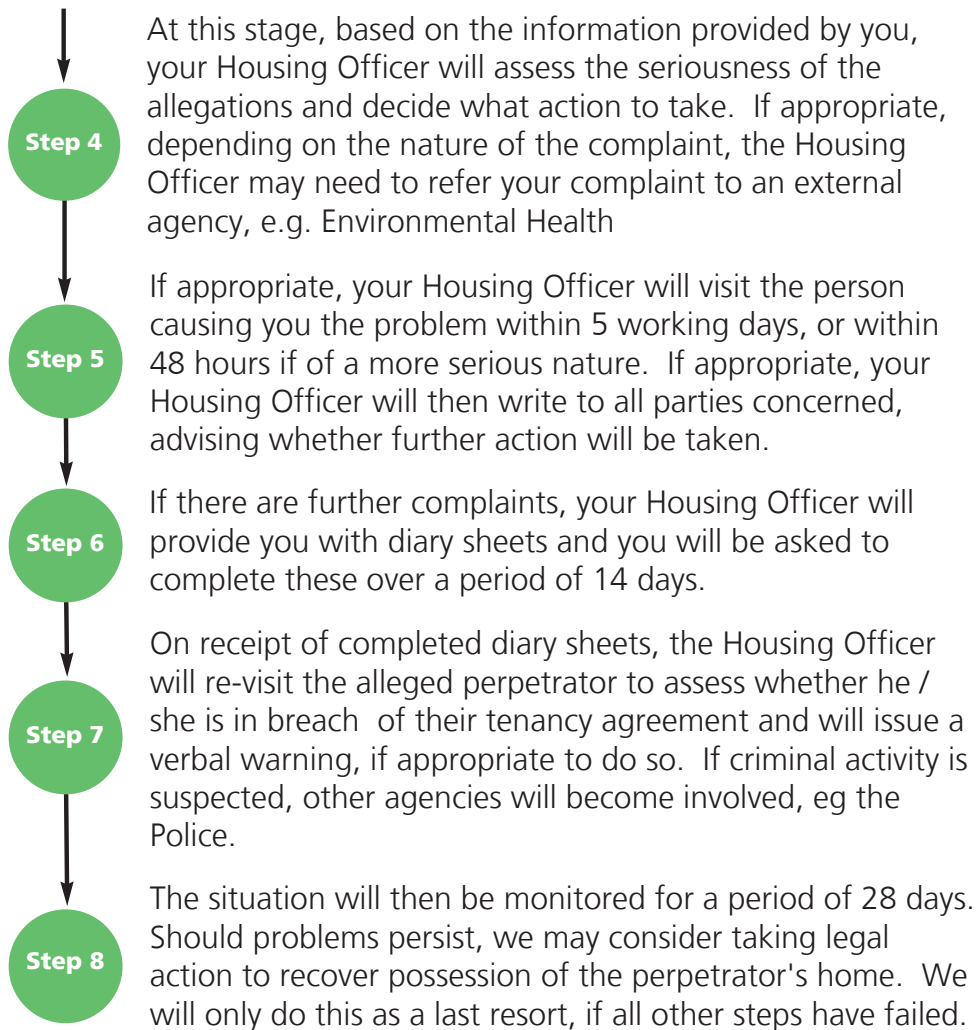 At this stage, based on the information provided by you,
your Housing Officer will assess the seriousness of the
allegations and decide what action to take.  If appropriate,
Step 4
depending on the nature of the complaint, the Housing
Officer may need to refer your complaint to an external
agency, e.g. Environmental Health
If appropriate, your Housing Officer will visit the person
causing you the problem within 5 working days, or within
Step 5
48 hours if of a more serious nature.  If appropriate, your
Housing Officer will then write to all parties concerned,
advising whether further action will be taken.
If there are further complaints, your Housing Officer will
Step 6
provide you with diary sheets and you will be asked to
complete these over a period of 14 days.
On receipt of completed diary sheets, the Housing Officer
will re-visit the alleged perpetrator to assess whether he /
she is in breach  of their tenancy agreement and will issue a
Step 7
verbal warning, if appropriate to do so.  If criminal activity is
suspected, other agencies will become involved, eg the
Police.
The situation will then be monitored for a period of 28 days.
Should problems persist, we may consider taking legal
Step 8
action to recover possession of the perpetrator's home.  We
will only do this as a last resort, if all other steps have failed.